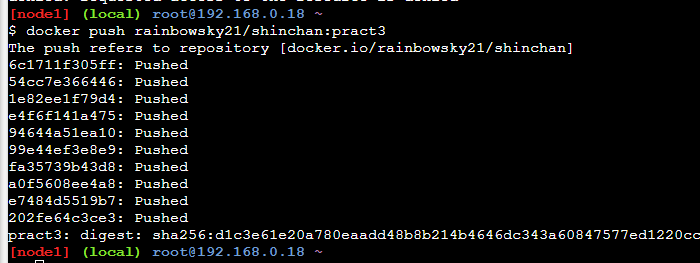 [node1] (local) root@192.168.0.18 ~
$ docker push rainbowsky21/shinchan:pract3
The push refers to repository [docker.io/rainbowsky21/shinchan]
6c1711f305ff: Pushed
54cc7e366446: Pushed
1e82ee1f79d4: Pushed
e4f6f141a475: Pushed
94644a51ea10: Pushed
99e44ef3e8e9: Pushed
fa35739b43d8: Pushed
a0f5608ee4a8: Pushed
e7484d5519b7: Pushed
202fe64c3ce3: Pushed
pract3: digest: sha256:d1c3e61e20a780eaadd48b8b214b4646dc343a60847577ed1220cc
[node1] (local) root@192.168.0.18 ~